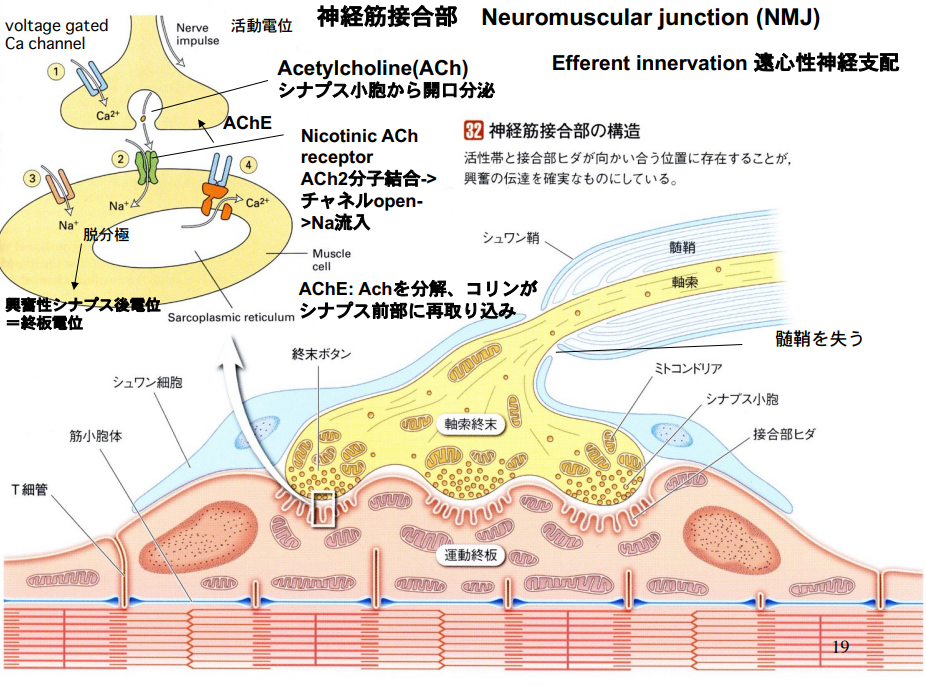 神経筋接合部 Neuromuscular junction (NMJ)
voltage gated
Ca channel
Nerve
impulse
活動電位
Efferent innervation 遠心性神経支配
1
Ca2+
Acetylcholine(ACh)
シナプス小胞から開口分泌
AChE
Nicotinic ACh
receptor
ACh2分子結合->
チャネルopen-
>Na流入
2
3
4
Na+
Na+
Ca2+
脱分極
Muscle
cell
興奮性シナプス後電位
＝終板電位
Sarcoplasmic reticulum
AChE: Achを分解、コリンが
シナプス前部に再取り込み
32 神経筋接合部の構造
活性帯と接合部ヒダが向かい合う位置に存在することが,
興奮の伝達を確実なものにしている。
シュワン鞘
髄鞘
軸索
髄鞘を失う
終末ボタン
ミトコンドリア
シュワン細胞
シナプス小胞
軸索終末
筋小胞体
接合部ヒダ
T細管
運動終板
19